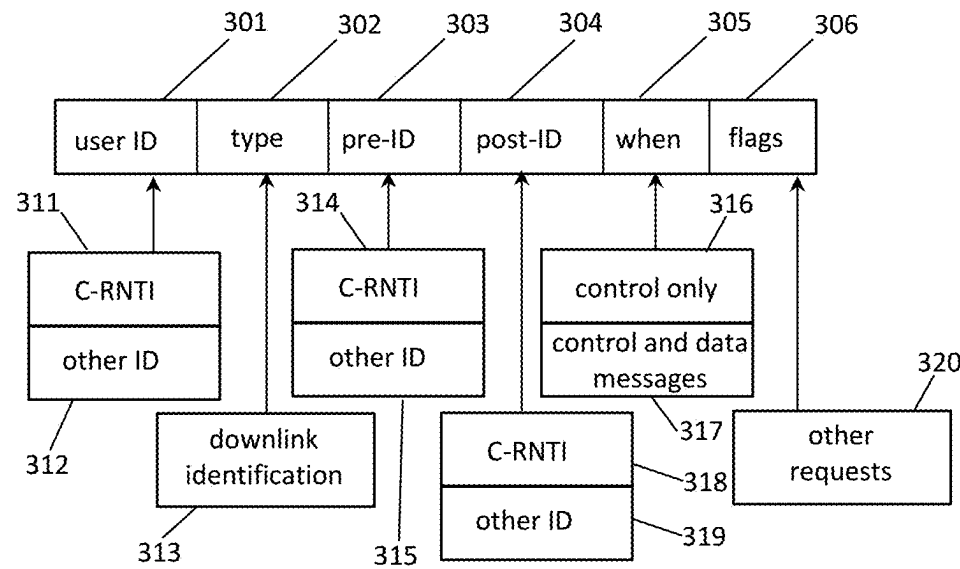 301 302 303 304 305 306
user ID type pre-ID post-ID when flags
311 314 316
C-RNTI C-RNTI control only
other ID other ID control and data
messages
320
312 downlink
identification
317
other
requests
C-RNTI 318
313 315 other ID 319